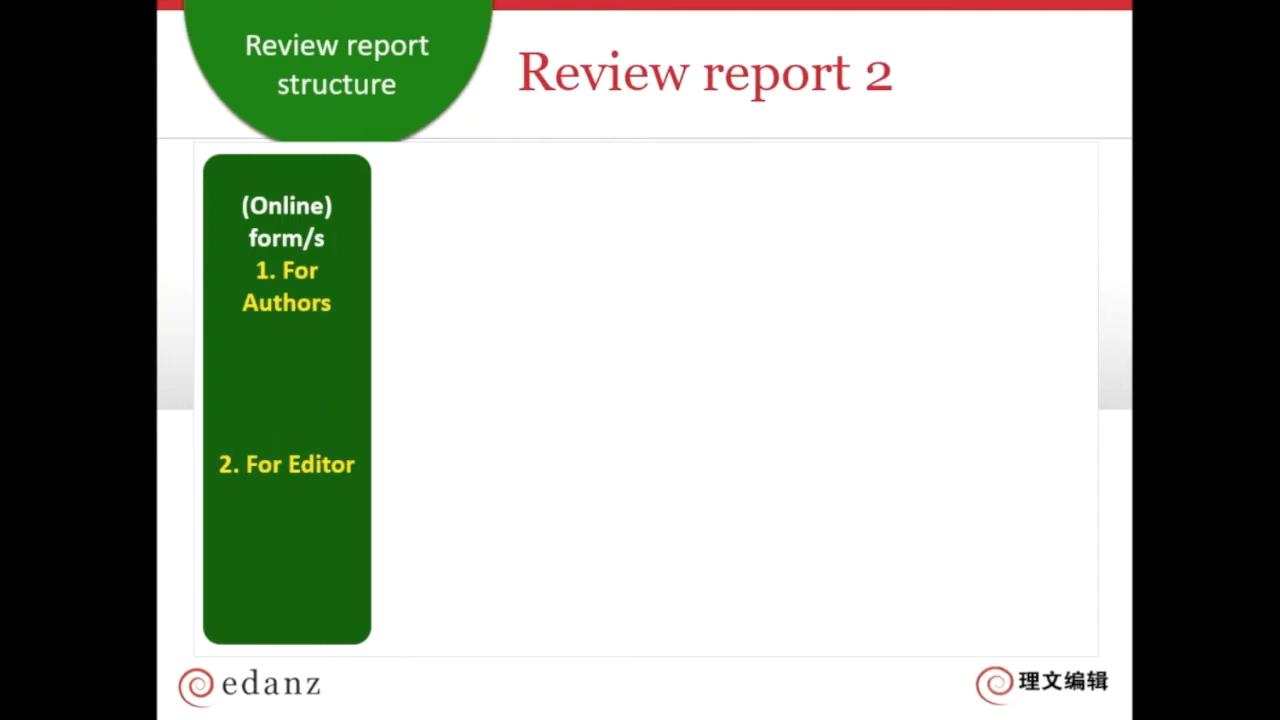 Review report
structure
Review report 2
(Online)
form/s
1. For
Authors
2. For Editor
edanz
理文编辑